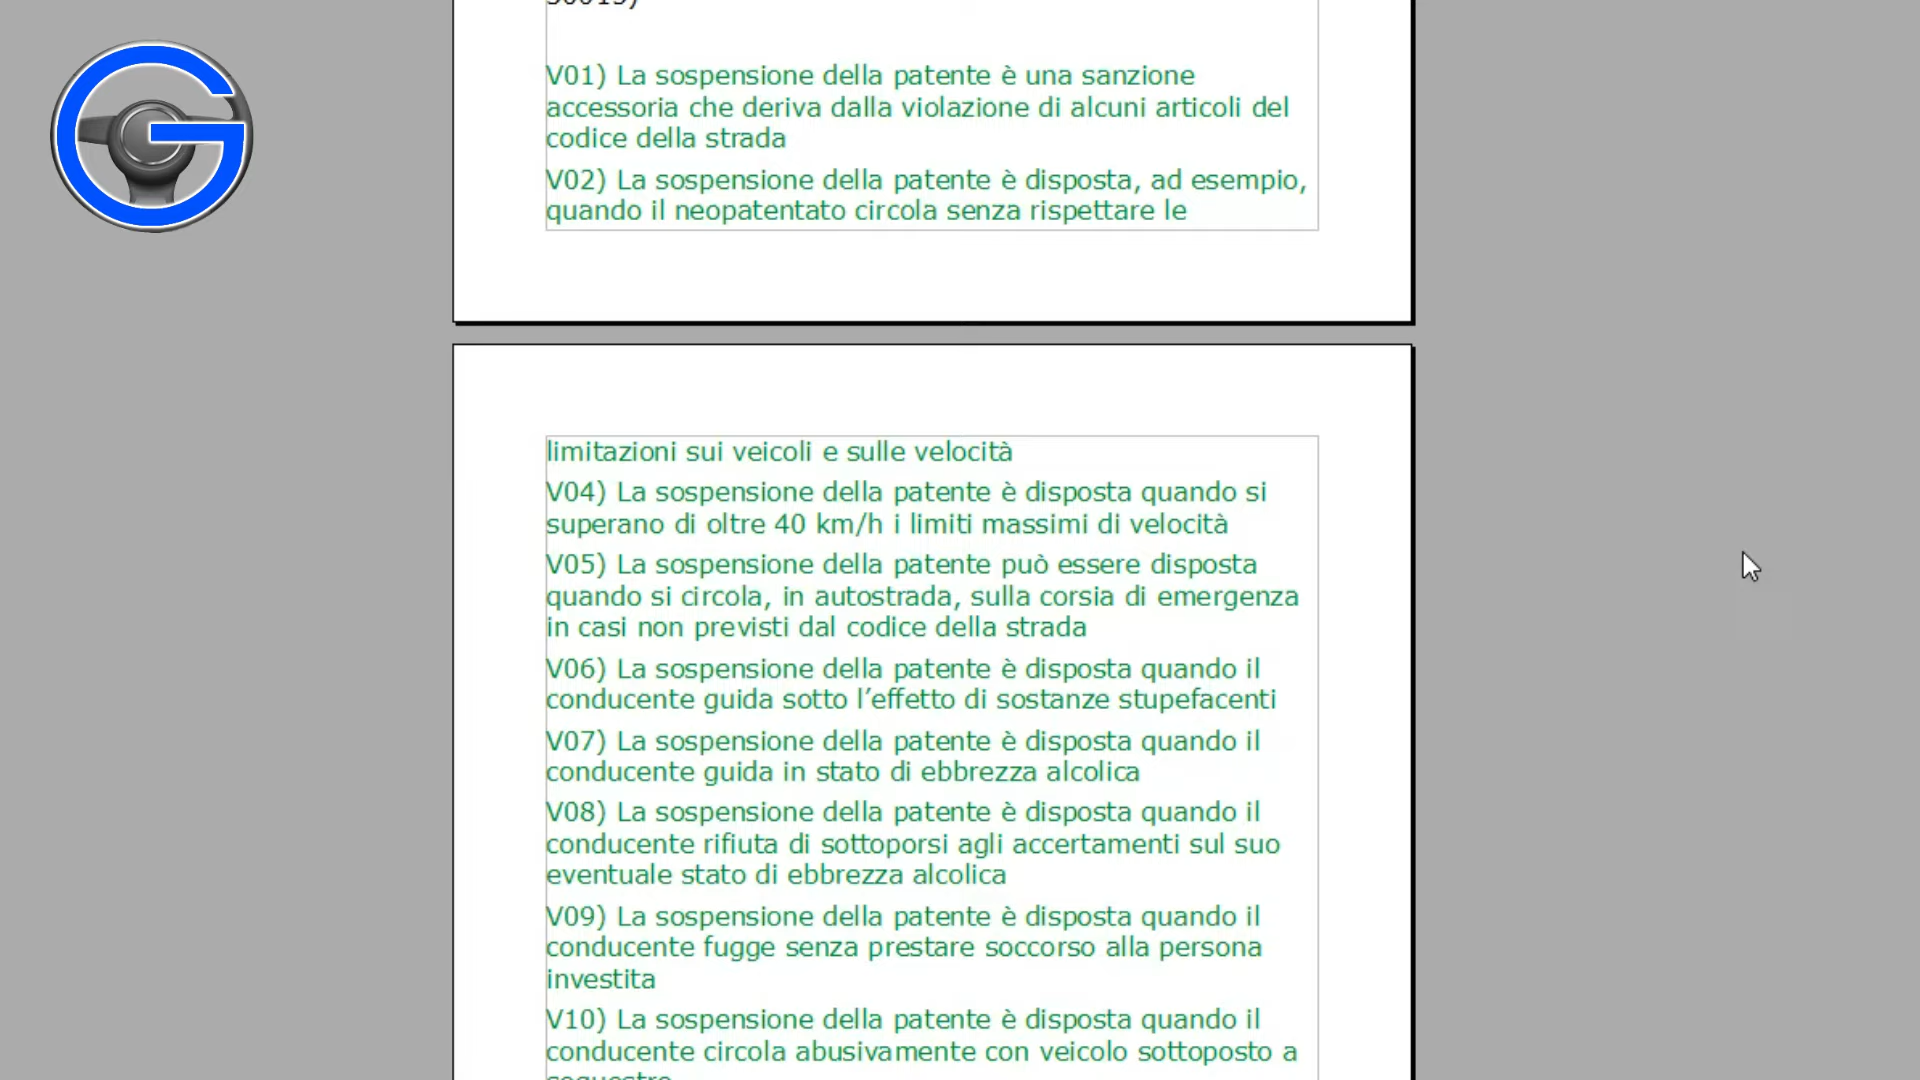 V01) La sospensione della patente è una sanzione
accessoria che deriva dalla violazione di alcuni articoli del
codice della strada
V02) La sospensione della patente è disposta, ad esempio,
quando il neopatentato circola senza rispettare le
limitazioni sui veicoli e sulle velocità
V04) La sospensione della patente è disposta quando si
superano di oltre 40 km/h i limiti massimi di velocità
V05) La sospensione della patente può essere disposta
quando si circola, in autostrada, sulla corsia di emergenza
in casi non previsti dal codice della strada
V06) La sospensione della patente è disposta quando il
conducente guida sotto l’effetto di sostanze stupefacenti
V07) La sospensione della patente è disposta quando il
conducente guida in stato di ebbrezza alcolica
V08) La sospensione della patente è disposta quando il
conducente rifiuta di sottoporsi agli accertamenti sul suo
eventuale stato di ebbrezza alcolica
V09) La sospensione della patente è disposta quando il
conducente fugge senza prestare soccorso alla persona
investita
V10) La sospensione della patente è disposta quando il
conducente circola abusivamente con veicolo sottoposto a